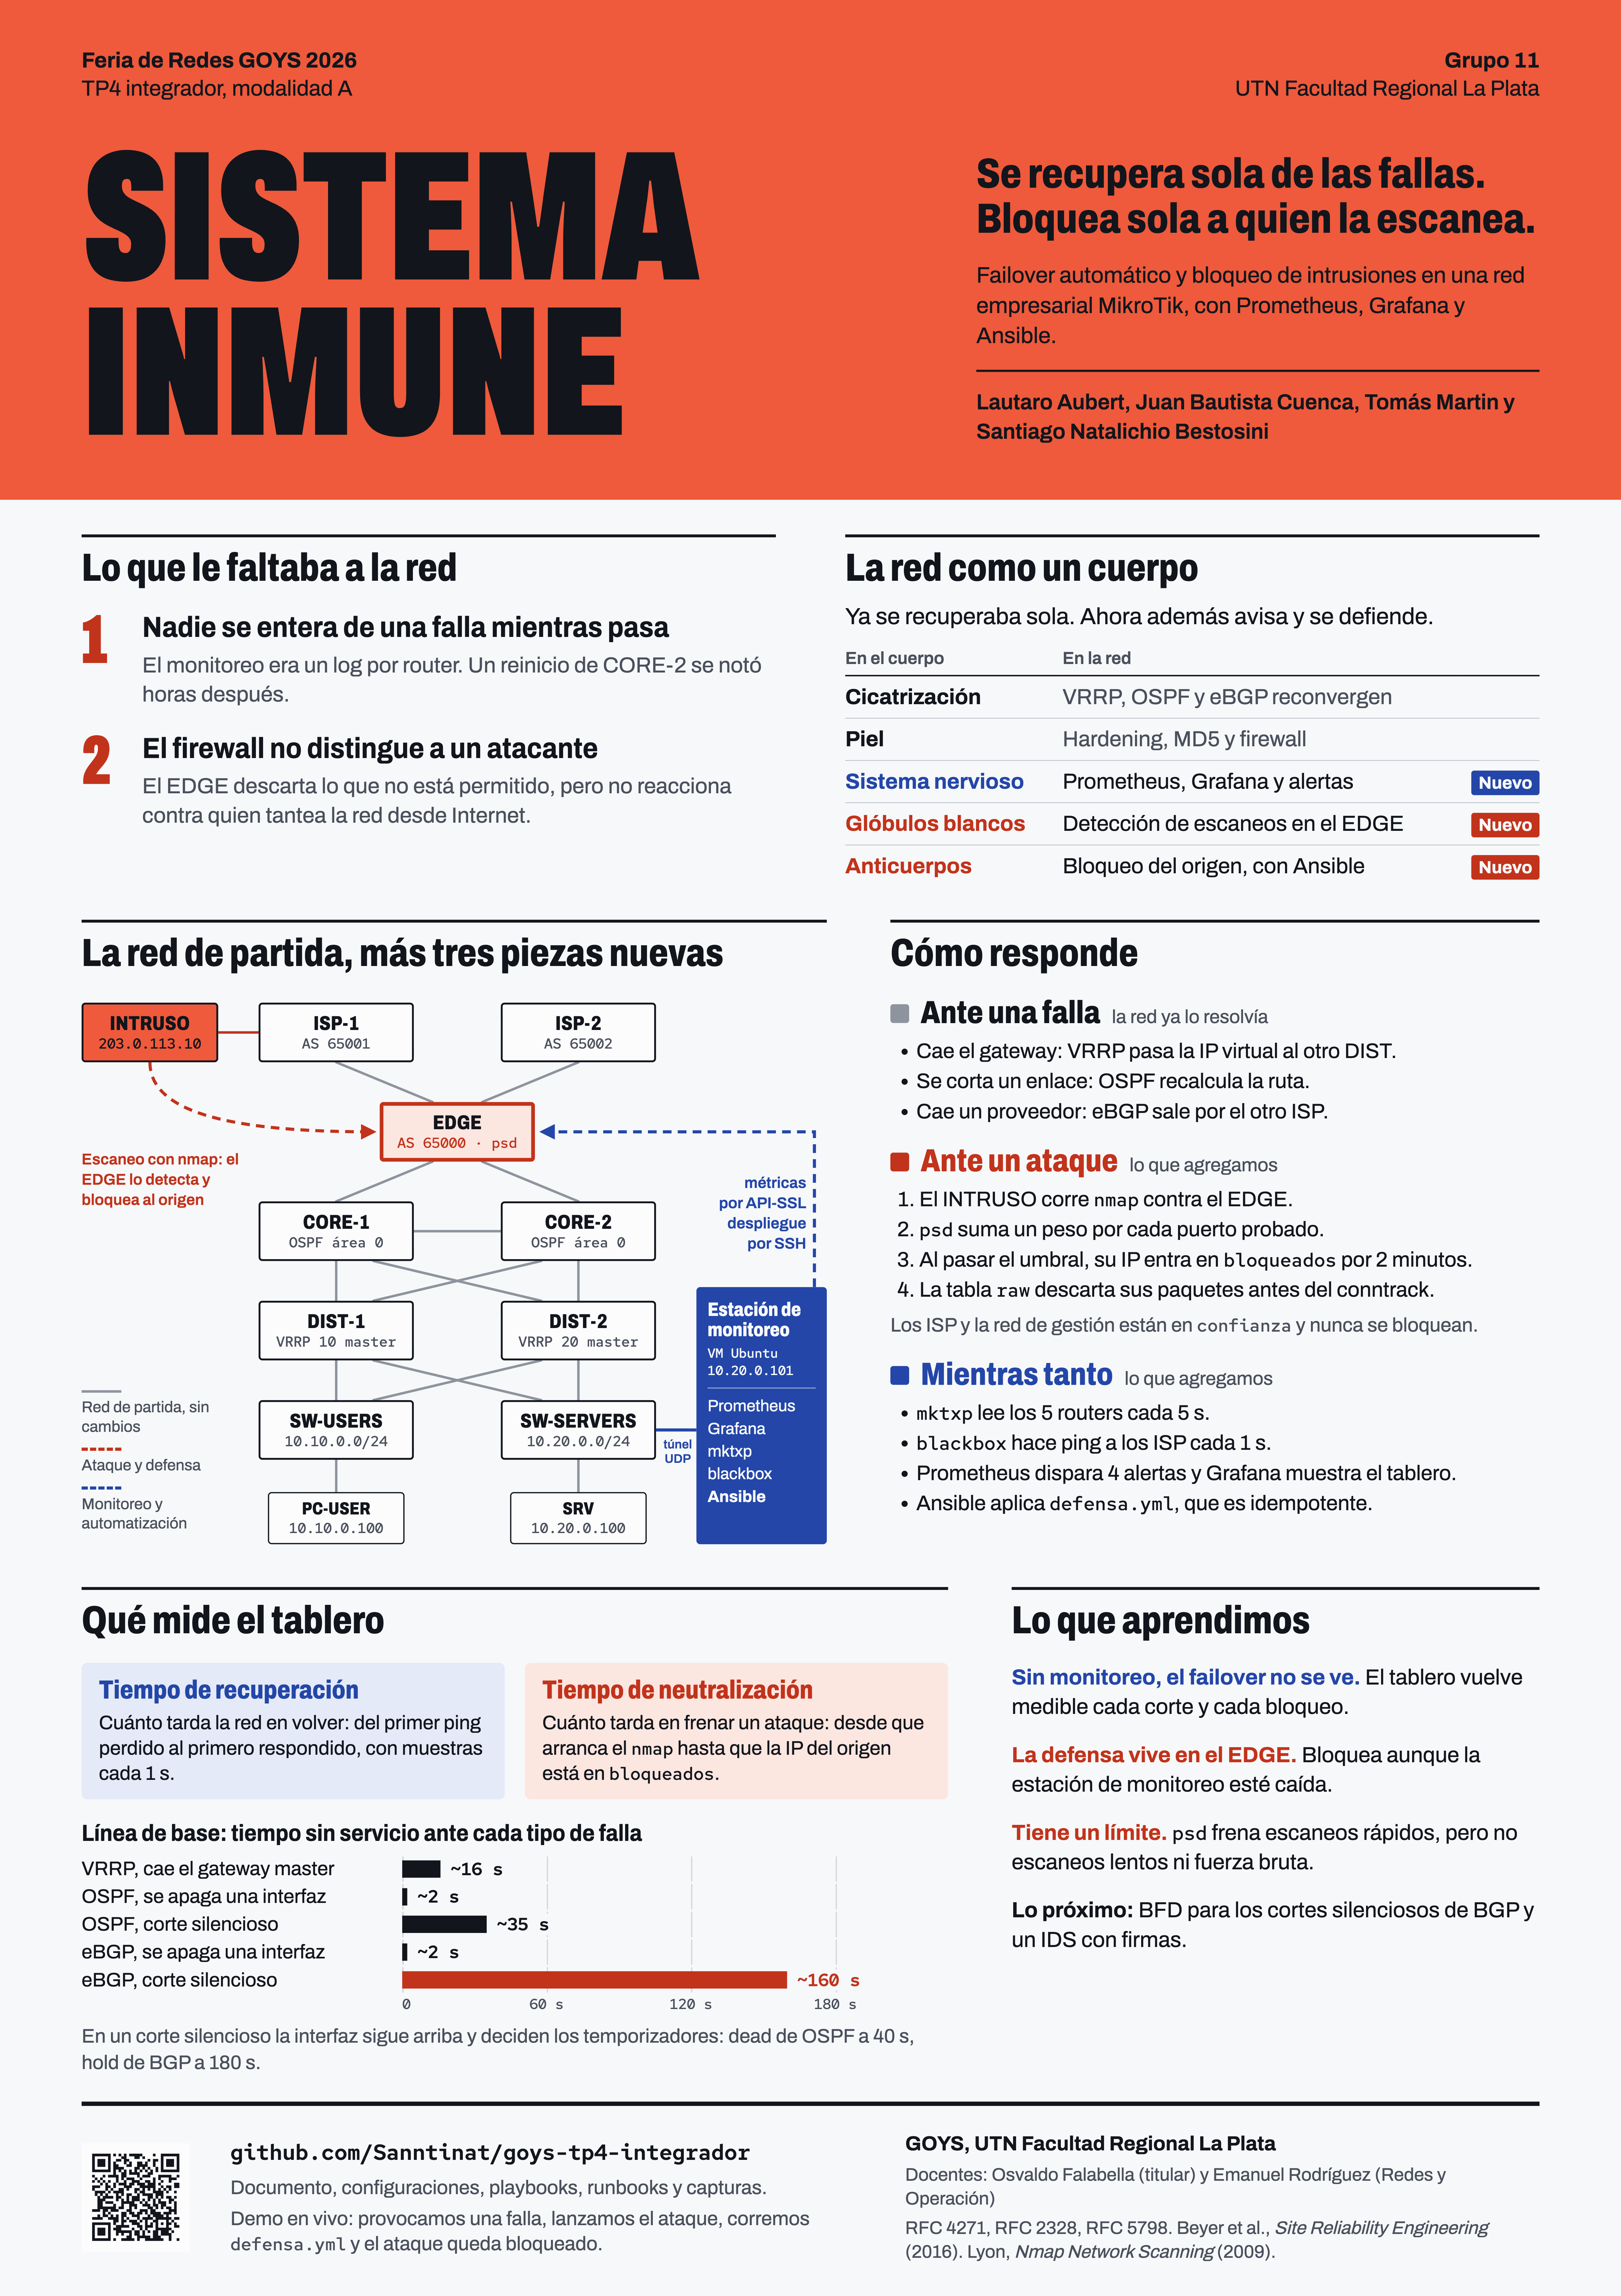 Feria de Redes GOYS 2026
TP4 integrador, modalidad A
Grupo 11
UTN Facultad Regional La Plata
SISTEMA
INMUNE
Se recupera sola de las fallas.
Bloquea sola a quien la escanea.
Failover automático y bloqueo de intrusiones en una red
empresarial MikroTik, con Prometheus, Grafana y
Ansible.
Lautaro Aubert, Juan Bautista Cuenca, Tomás Martin y
Santiago Natalichio Bestosini
Lo que le faltaba a la red
1
Nadie se entera de una falla mientras pasa
El monitoreo era un log por router. Un reinicio de CORE-2 se notó
horas después.
2
El firewall no distingue a un atacante
El EDGE descarta lo que no está permitido, pero no reacciona
contra quien tantea la red desde Internet.
La red como un cuerpo
Ya se recuperaba sola. Ahora además avisa y se defiende.
En el cuerpo En la red
Cicatrización VRRP, OSPF y eBGP reconvergen
Piel Hardening, MD5 y firewall
Sistema nervioso Prometheus, Grafana y alertas Nuevo
Glóbulos blancos Detección de escaneos en el EDGE Nuevo
Anticuerpos Bloqueo del origen, con Ansible Nuevo
La red de partida, más tres piezas nuevas
INTRUSO
203.0.113.10
ISP-1
AS 65001
ISP-2
AS 65002
EDGE
AS 65000 · psd
Escaneo con nmap: el
EDGE lo detecta y
bloquea al origen
métricas
por API-SSL
despliegue
por SSH
CORE-1
OSPF área 0
CORE-2
OSPF área 0
DIST-1
VRRP 10 master
DIST-2
VRRP 20 master
SW-USERS
10.10.0.0/24
SW-SERVERS
10.20.0.0/24
túnel
UDP
PC-USER
10.10.0.100
SRV
10.20.0.100
Estación de
monitoreo
VM Ubuntu
10.20.0.101
Prometheus
Grafana
mktxp
blackbox
Ansible
Red de partida, sin
cambios
Ataque y defensa
Monitoreo y
automatización
Cómo responde
Ante una falla la red ya lo resolvía
• Cae el gateway: VRRP pasa la IP virtual al otro DIST.
• Se corta un enlace: OSPF recalcula la ruta.
• Cae un proveedor: eBGP sale por el otro ISP.
Ante un ataque lo que agregamos
1. El INTRUSO corre nmap contra el EDGE.
2. psd suma un peso por cada puerto probado.
3. Al pasar el umbral, su IP entra en bloqueados por 2 minutos.
4. La tabla raw descarta sus paquetes antes del conntrack.
Los ISP y la red de gestión están en confianza y nunca se bloquean.
Mientras tanto lo que agregamos
• mktxp lee los 5 routers cada 5 s.
• blackbox hace ping a los ISP cada 1 s.
• Prometheus dispara 4 alertas y Grafana muestra el tablero.
• Ansible aplica defensa.yml, que es idempotente.
Qué mide el tablero
Tiempo de recuperación
Cuánto tarda la red en volver: del primer ping
perdido al primero respondido, con muestras
cada 1 s.
Tiempo de neutralización
Cuánto tarda en frenar un ataque: desde que
arranca el nmap hasta que la IP del origen
está en bloqueados.
Línea de base: tiempo sin servicio ante cada tipo de falla
VRRP, cae el gateway master ~16 s
OSPF, se apaga una interfaz ~2 s
OSPF, corte silencioso ~35 s
eBGP, se apaga una interfaz ~2 s
eBGP, corte silencioso ~160 s
0 60 s 120 s 180 s
En un corte silencioso la interfaz sigue arriba y deciden los temporizadores: dead de OSPF a 40 s,
hold de BGP a 180 s.
Lo que aprendimos
Sin monitoreo, el failover no se ve. El tablero vuelve
medible cada corte y cada bloqueo.
La defensa vive en el EDGE. Bloquea aunque la
estación de monitoreo esté caída.
Tiene un límite. psd frena escaneos rápidos, pero no
escaneos lentos ni fuerza bruta.
Lo próximo: BFD para los cortes silenciosos de BGP y
un IDS con firmas.
github.com/Sanntinat/goys-tp4-integrador
Documento, configuraciones, playbooks, runbooks y capturas.
Demo en vivo: provocamos una falla, lanzamos el ataque, corremos
defensa.yml y el ataque queda bloqueado.
GOYS, UTN Facultad Regional La Plata
Docentes: Osvaldo Falabella (titular) y Emanuel Rodríguez (Redes y
Operación)
RFC 4271, RFC 2328, RFC 5798. Beyer et al., Site Reliability Engineering
(2016). Lyon, Nmap Network Scanning (2009).